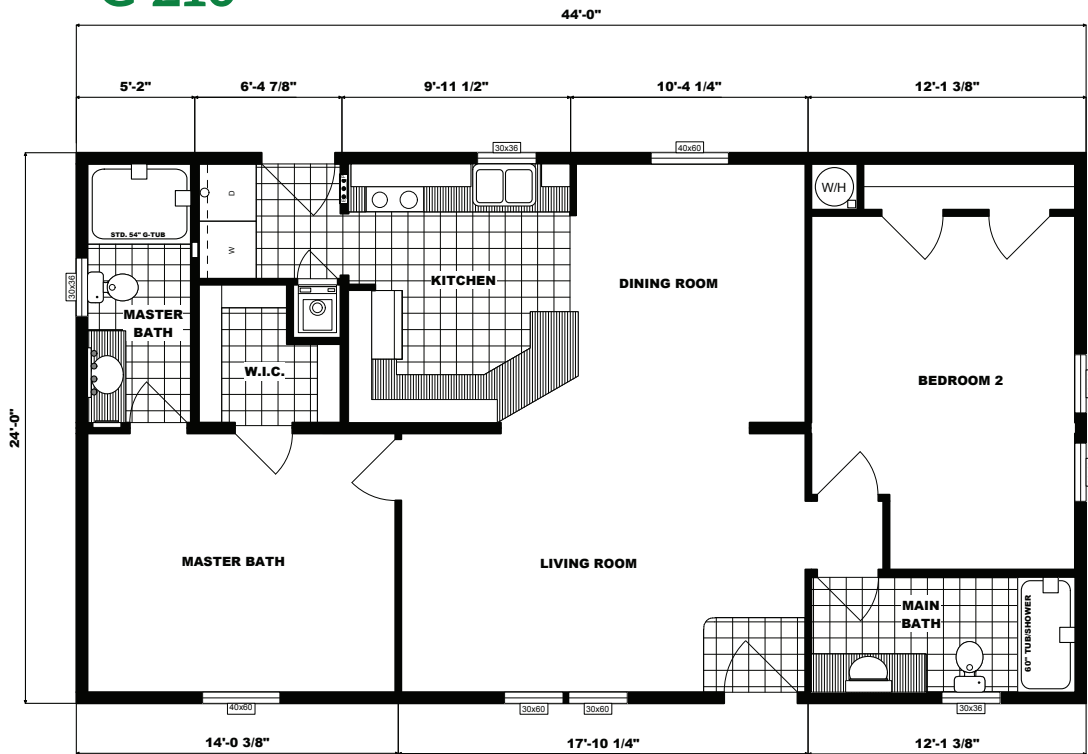 44'-0"
5'-2"
6'-4 7/8"
9'-11 1/2"
10'-4 1/4"
12'-1 3/8"
30x36
40x60
D
W/H
STD. 54" G-TUB
W
30x36
KITCHEN
DINING ROOM
MASTER
BATH
W.I.C.
BEDROOM 2
24'-0"
MASTER BATH
LIVING ROOM
MAIN
BATH
60" TUB/SHOWER
40x60
30x60
30x60
30x36
14'-0 3/8"
17'-10 1/4"
12'-1 3/8"